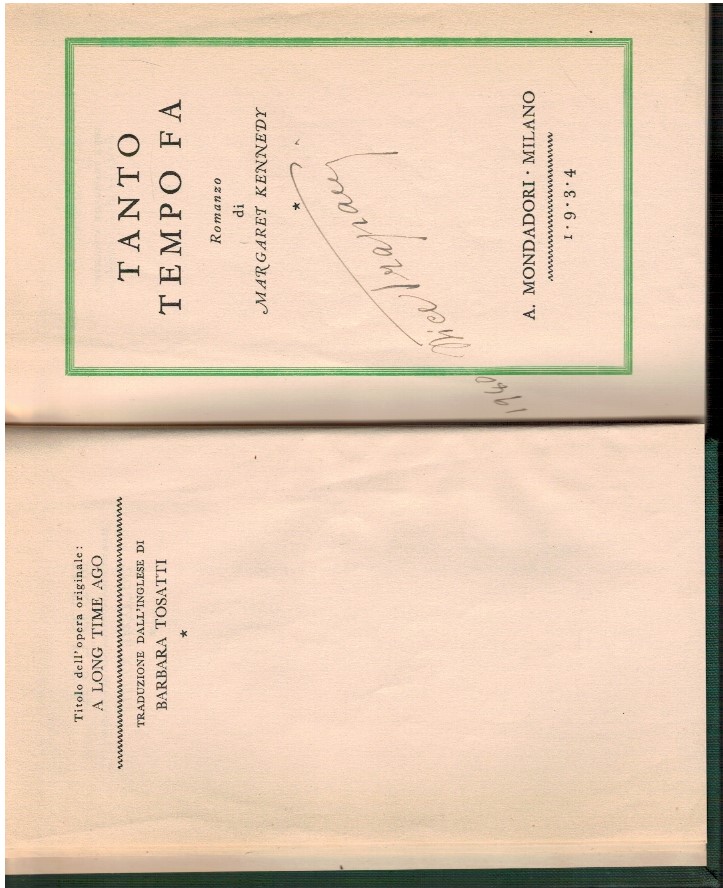 Titolo dell'opera originale:
A LONG TIME AGO
TRADUZIONE DALL'INGLESE DI
BARBARA TOSATTI
*
TANTO
TEMPO FA
Romanzo
di
MARGARET KENNEDY
*
A. MONDADORI · MILANO
1·9·3·4